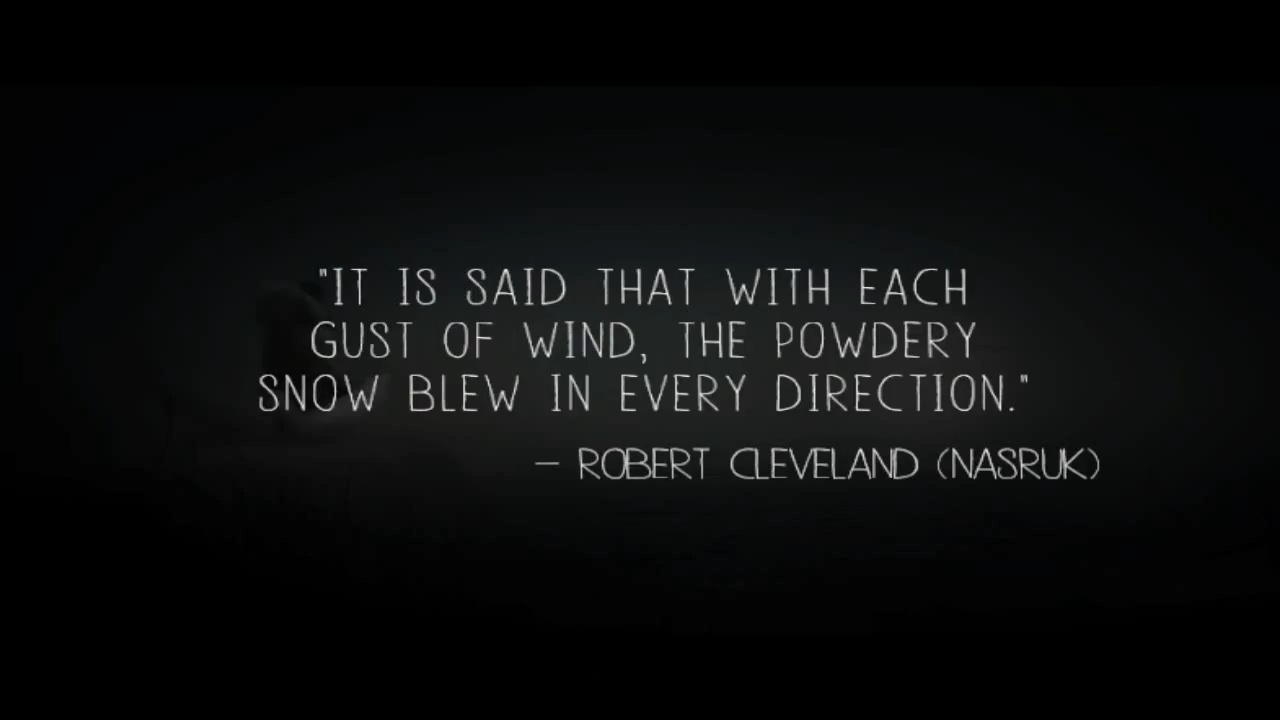 "IT IS SAID THAT WITH EACH
GUST OF WIND, THE POWDERY
SNOW BLEW IN EVERY DIRECTION."
— ROBERT CLEVELAND (NASRUK)